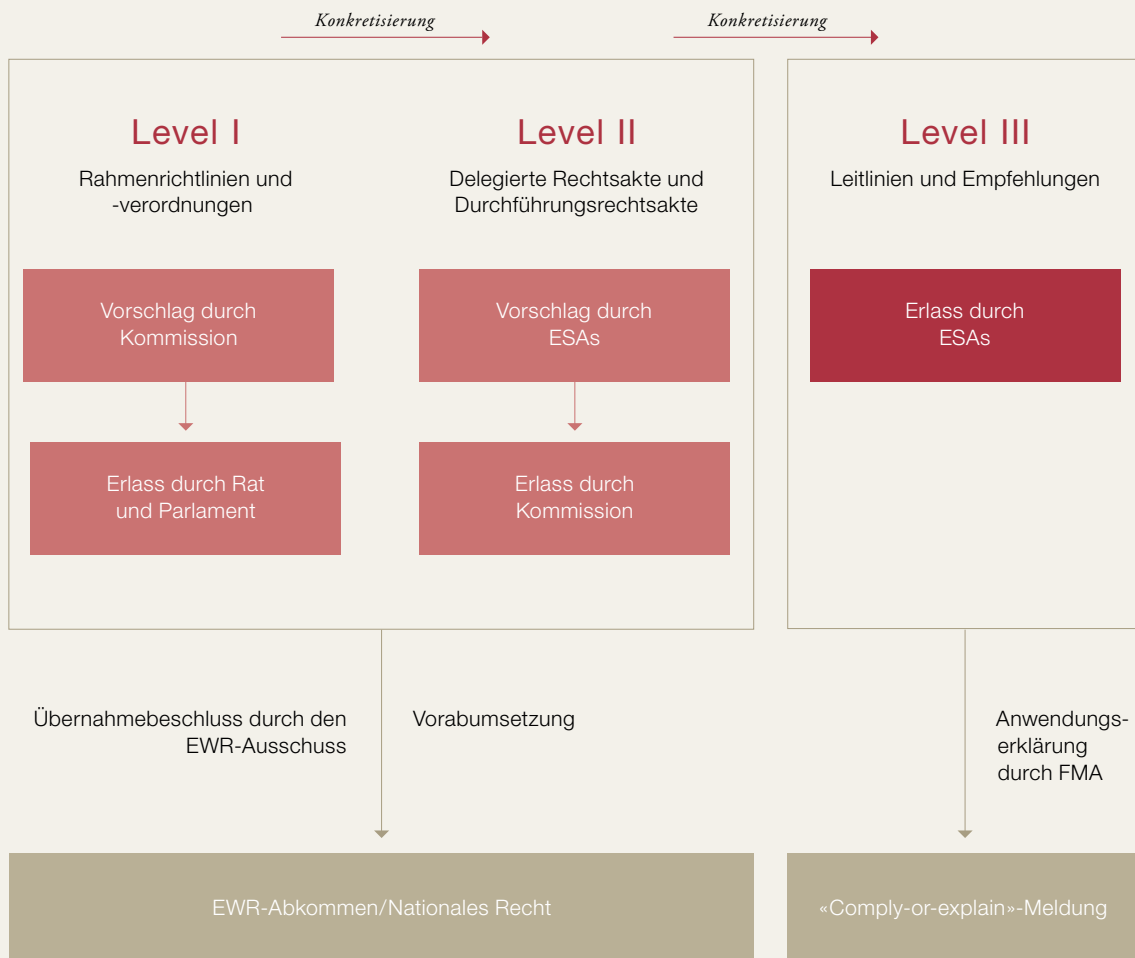 Konkretisierung
Konkretisierung
Level I
Rahmenrichtlinien und
-verordnungen
Vorschlag durch
Kommission
Erlass durch Rat
und Parlament
Level II
Delegierte Rechtsakte und
Durchführungsrechtsakte
Vorschlag durch
ESAs
Erlass durch
Kommission
Level III
Leitlinien und Empfehlungen
Erlass durch
ESAs
Übernahmebeschluss durch den
EWR-Ausschuss
Vorabumsetzung
Anwendungs-
erklärung
durch FMA
EWR-Abkommen/Nationales Recht
«Comply-or-explain»-Meldung